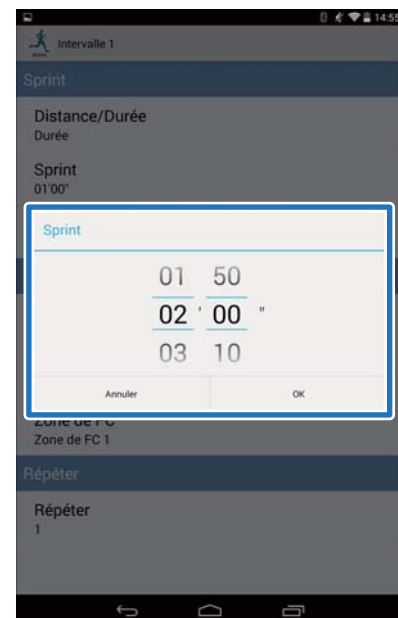 14:55
Intervalle 1
Sprint
Distance/Durée
Durée
Sprint
01'00"
Sprint
01 50
02 ' 00 "
03 10
Annuler OK
Zone de FC
Zone de FC 1
Répéter
Répéter
1